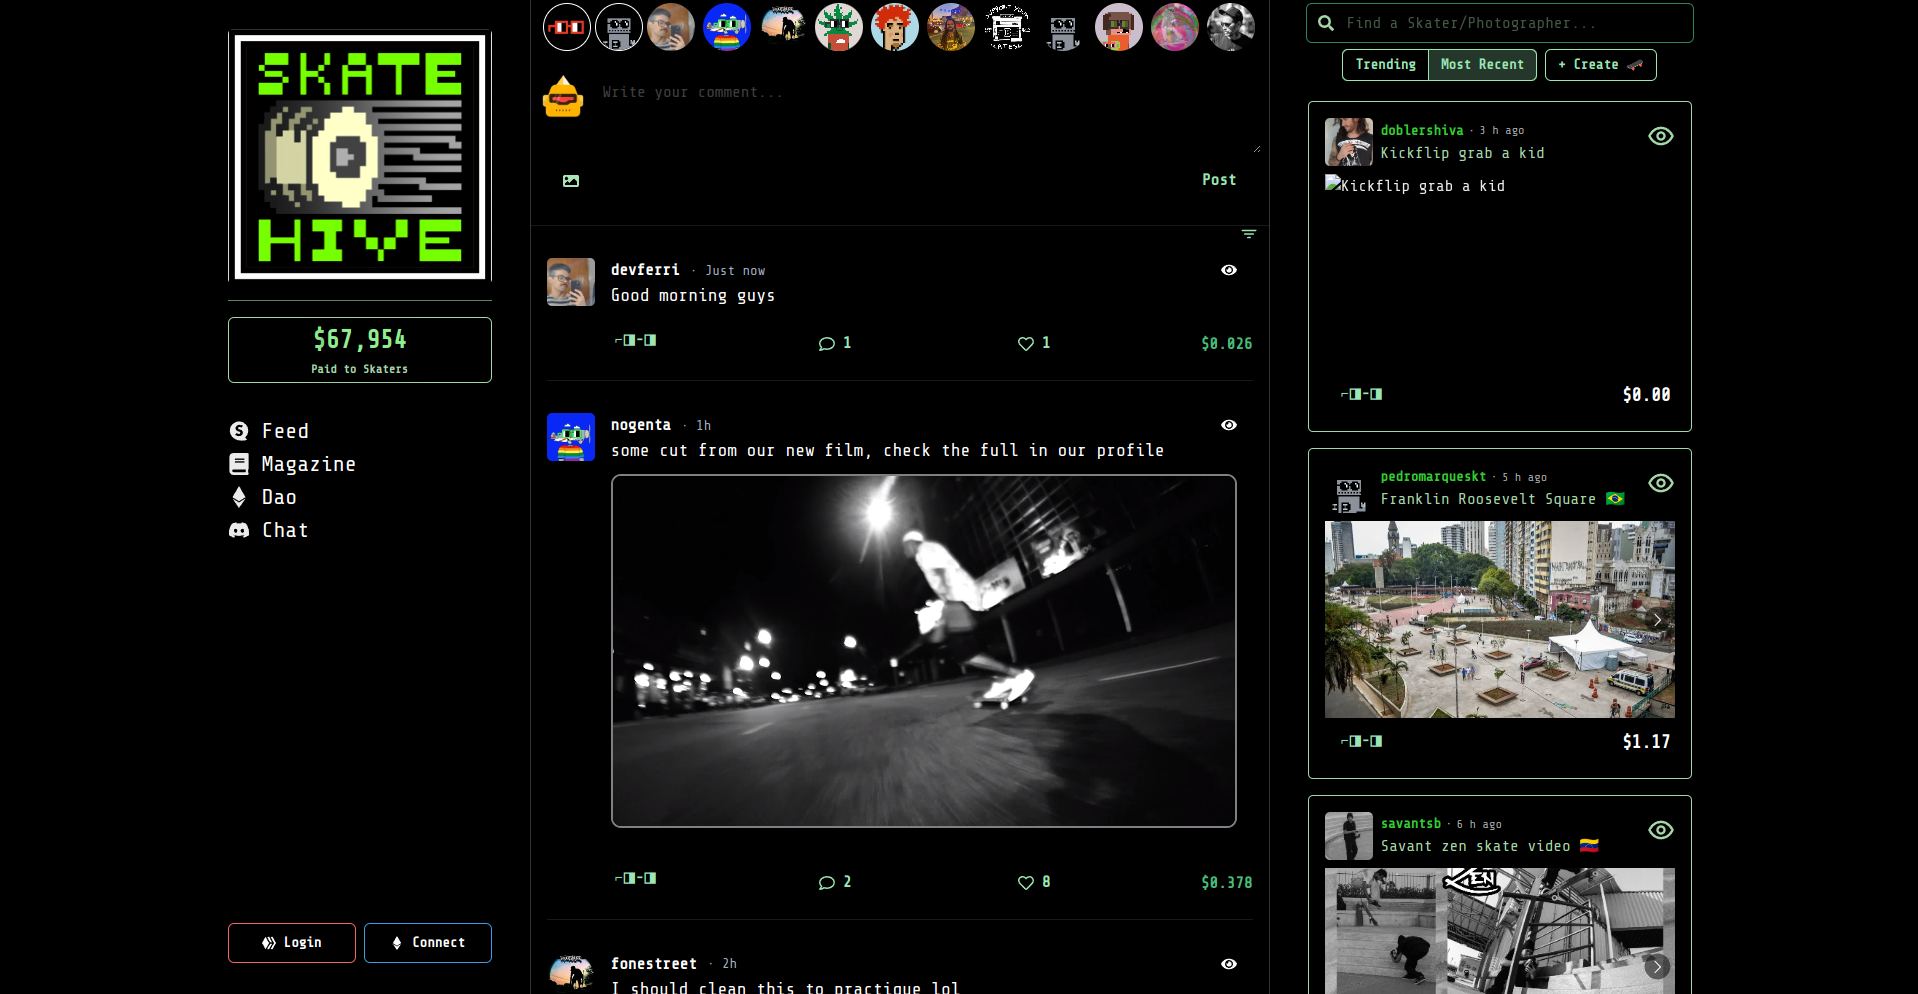 SKATE
HIVE
$67,954
Paid to Skaters
Feed
Magazine
Dao
Chat
Login
Connect
Write your comment...
Post
devferri · Just now
Good morning guys
⌐◨-◨
1
1
$0.026
nogenta · 1h
some cut from our new film, check the full in our profile
⌐◨-◨
2
8
$0.378
fonestreet · 2h
I should clean this to practique lol
Find a Skater/Photographer...
Trending
Most Recent
+ Create 🛹
doblershiva · 3 h ago
Kickflip grab a kid
Kickflip grab a kid
⌐◨-◨
$0.00
pedromarqueskt · 5 h ago
Franklin Roosevelt Square 🇧🇷
⌐◨-◨
$1.17
savantsb · 6 h ago
Savant zen skate video 🇻🇪
ZEN